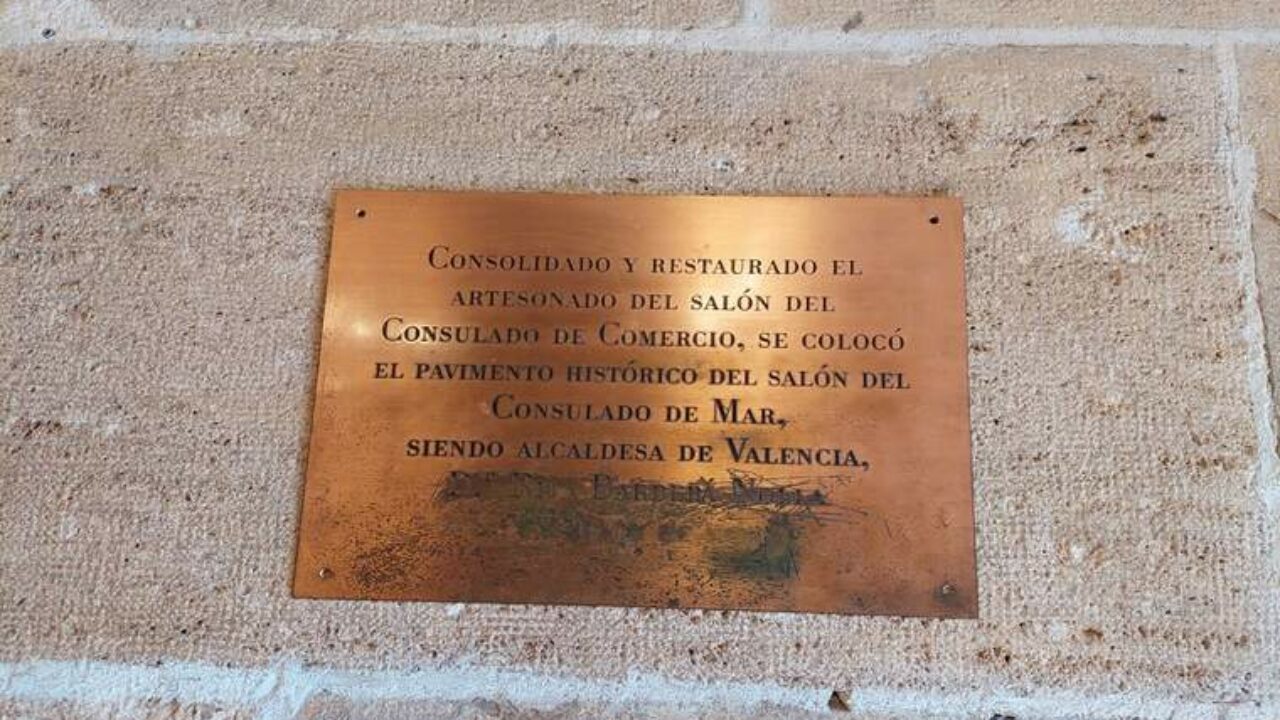 CONSOLIDADO Y RESTAURADO EL
ARTESONADO DEL SALÓN DEL
CONSULADO DE COMERCIO, SE COLOCÓ
EL PAVIMENTO HISTÓRICO DEL SALÓN DEL
CONSULADO DE MAR,
SIENDO ALCALDESA DE VALENCIA,
RITA BARBERÁ NOLLA